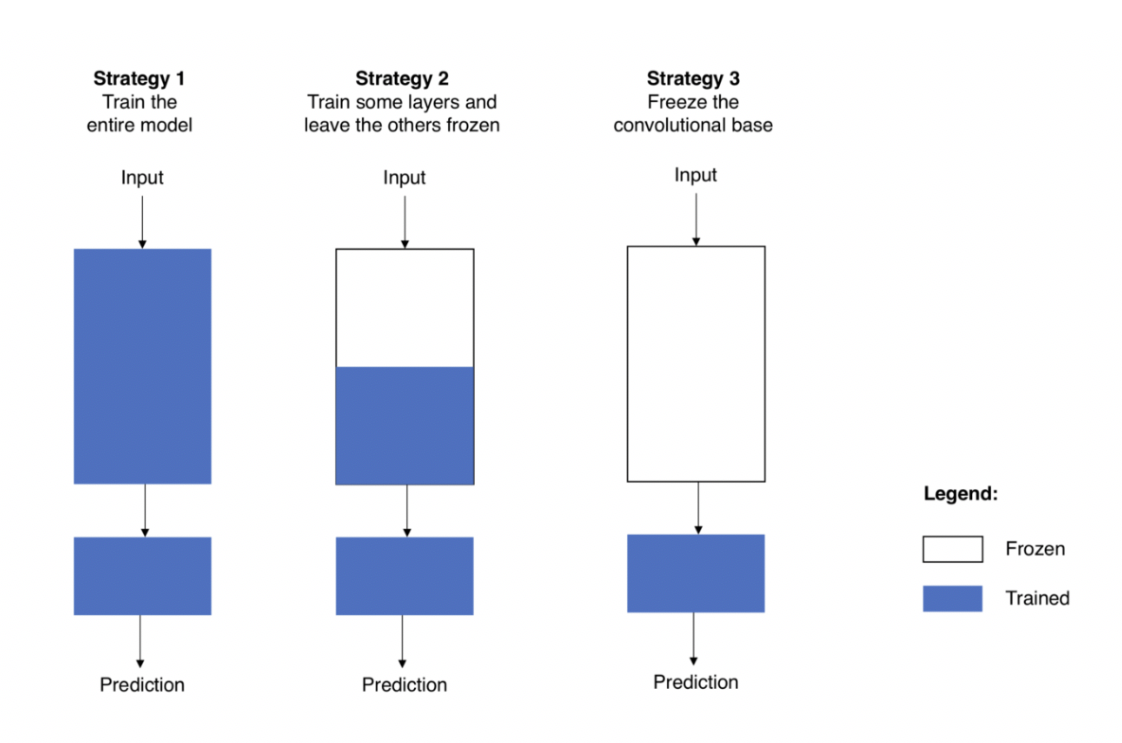 Strategy 1
Train the
entire model
Input
Prediction
Strategy 2
Train some layers and
leave the others frozen
Input
Prediction
Strategy 3
Freeze the
convolutional base
Input
Prediction
Legend:
Frozen
Trained